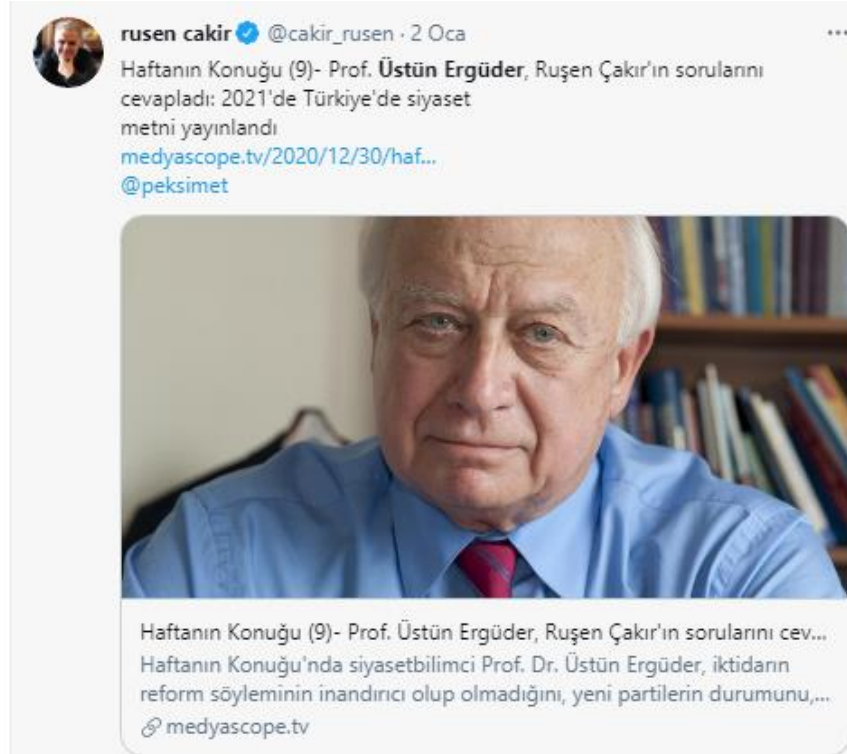 rusen cakir @cakir_rusen · 2 Oca
Haftanın Konuğu (9)- Prof. Üstün Ergüder, Ruşen Çakır'ın sorularını
cevapladı: 2021'de Türkiye'de siyaset
metni yayınlandı
medyascope.tv/2020/12/30/haf...
@peksimet
Haftanın Konuğu (9)- Prof. Üstün Ergüder, Ruşen Çakır'ın sorularını cev...
Haftanın Konuğu'nda siyasetbilimci Prof. Dr. Üstün Ergüder, iktidarın
reform söyleminin inandırıcı olup olmadığını, yeni partilerin durumunu,...
medyascope.tv